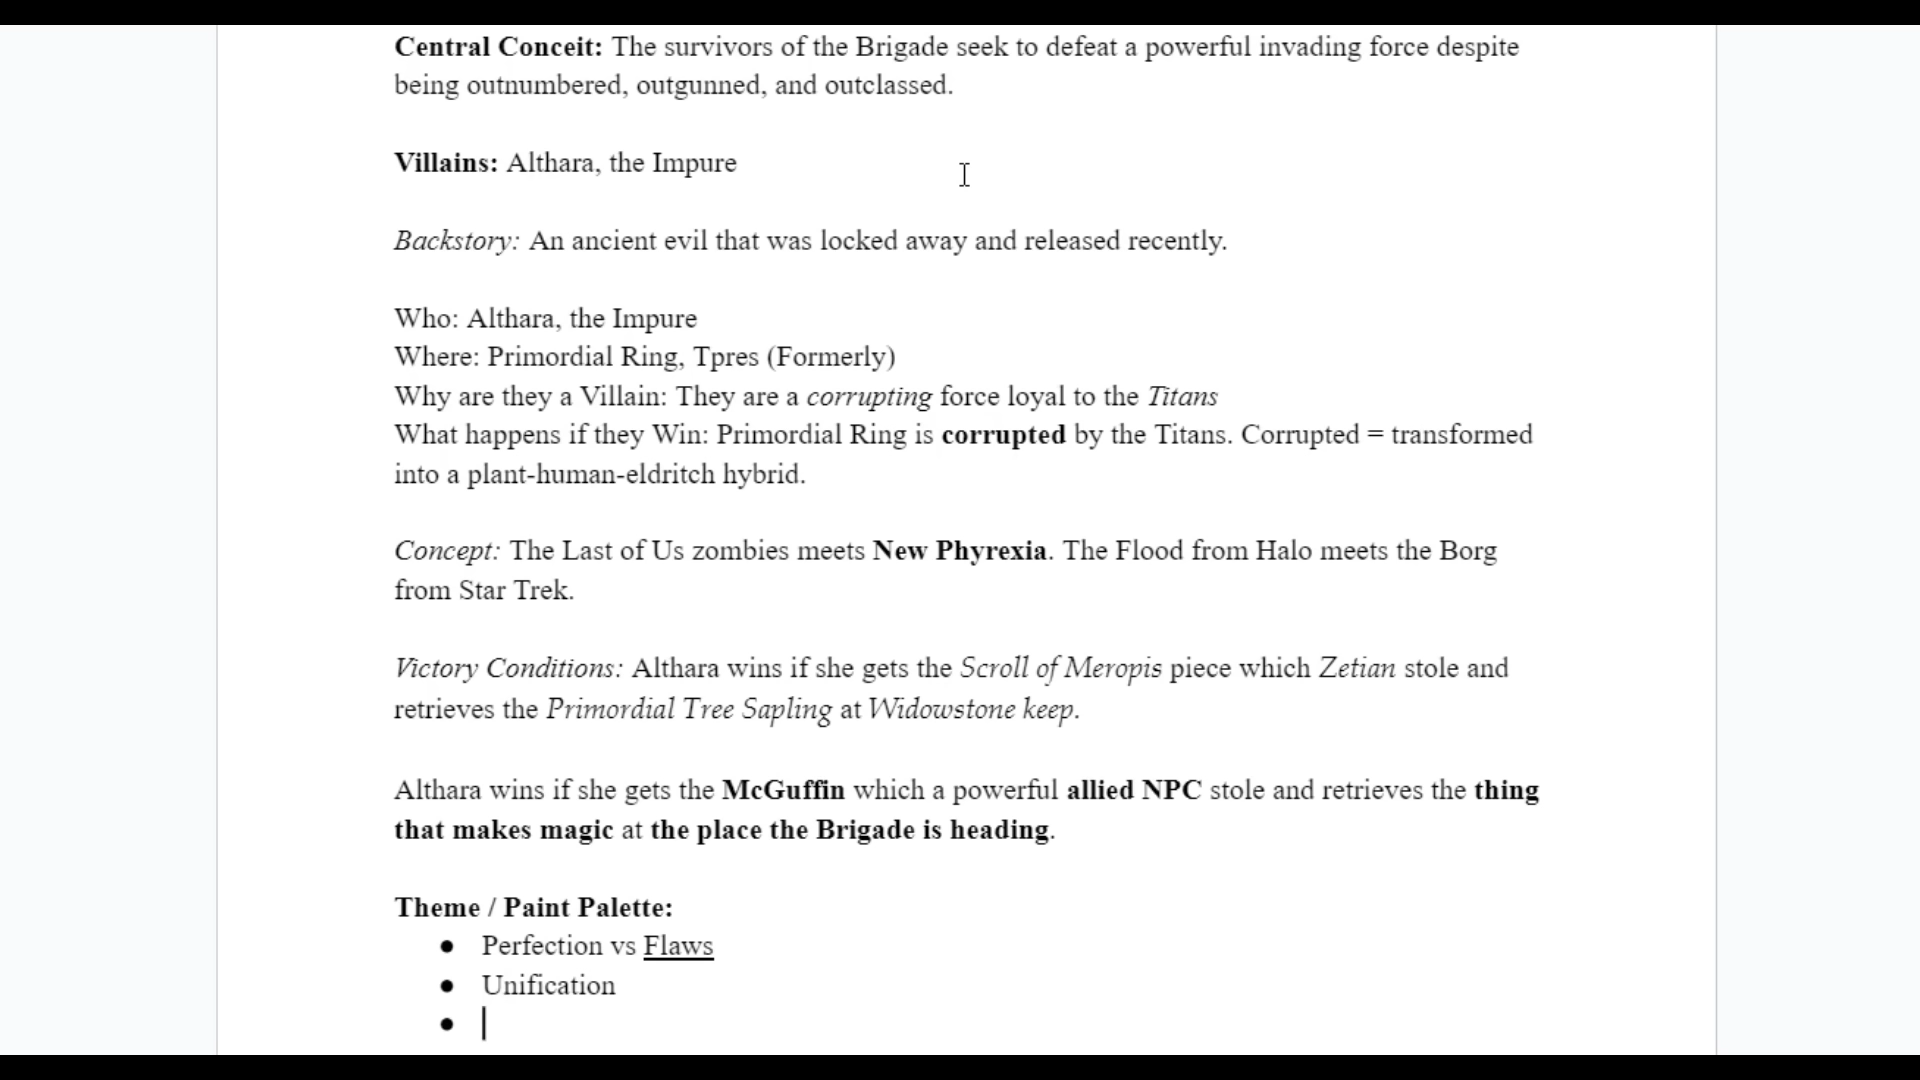 Central Conceit: The survivors of the Brigade seek to defeat a powerful invading force despite
being outnumbered, outgunned, and outclassed.
Villains: Althara, the Impure
Backstory: An ancient evil that was locked away and released recently.
Who: Althara, the Impure
Where: Primordial Ring, Tpres (Formerly)
Why are they a Villain: They are a corrupting force loyal to the Titans
What happens if they Win: Primordial Ring is corrupted by the Titans. Corrupted = transformed
into a plant-human-eldritch hybrid.
Concept: The Last of Us zombies meets New Phyrexia. The Flood from Halo meets the Borg
from Star Trek.
Victory Conditions: Althara wins if she gets the Scroll of Meropis piece which Zetian stole and
retrieves the Primordial Tree Sapling at Widowstone keep.
Althara wins if she gets the McGuffin which a powerful allied NPC stole and retrieves the thing
that makes magic at the place the Brigade is heading.
Theme / Paint Palette:
● Perfection vs Flaws
● Unification
●